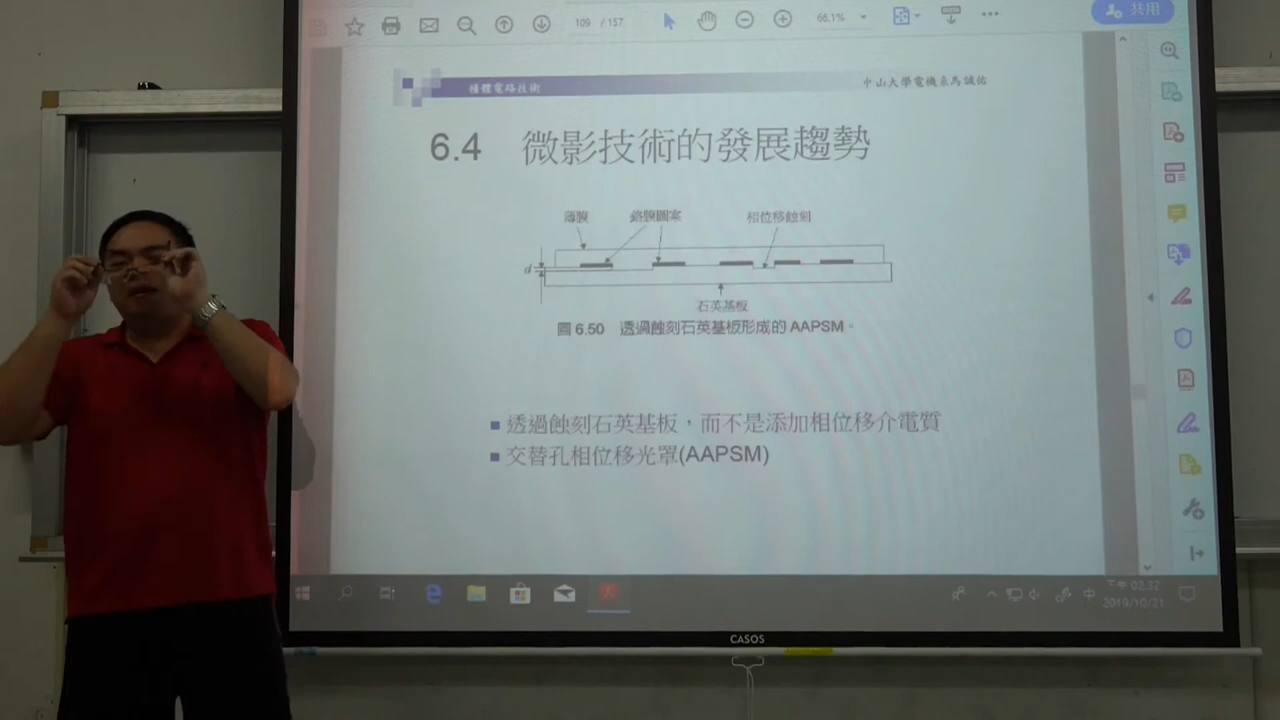 109 / 157
66.1%
共用
積體電路技術
中山大學電機系馬誠佑
6.4 微影技術的發展趨勢
薄膜
鉻膜圖案
相位移蝕刻
d
石英基板
圖 6.50 透過蝕刻石英基板形成的 AAPSM。
透過蝕刻石英基板，而不是添加相位移介電質
交替孔相位移光罩(AAPSM)
中
下午 02:32
2019/10/21
CASOS